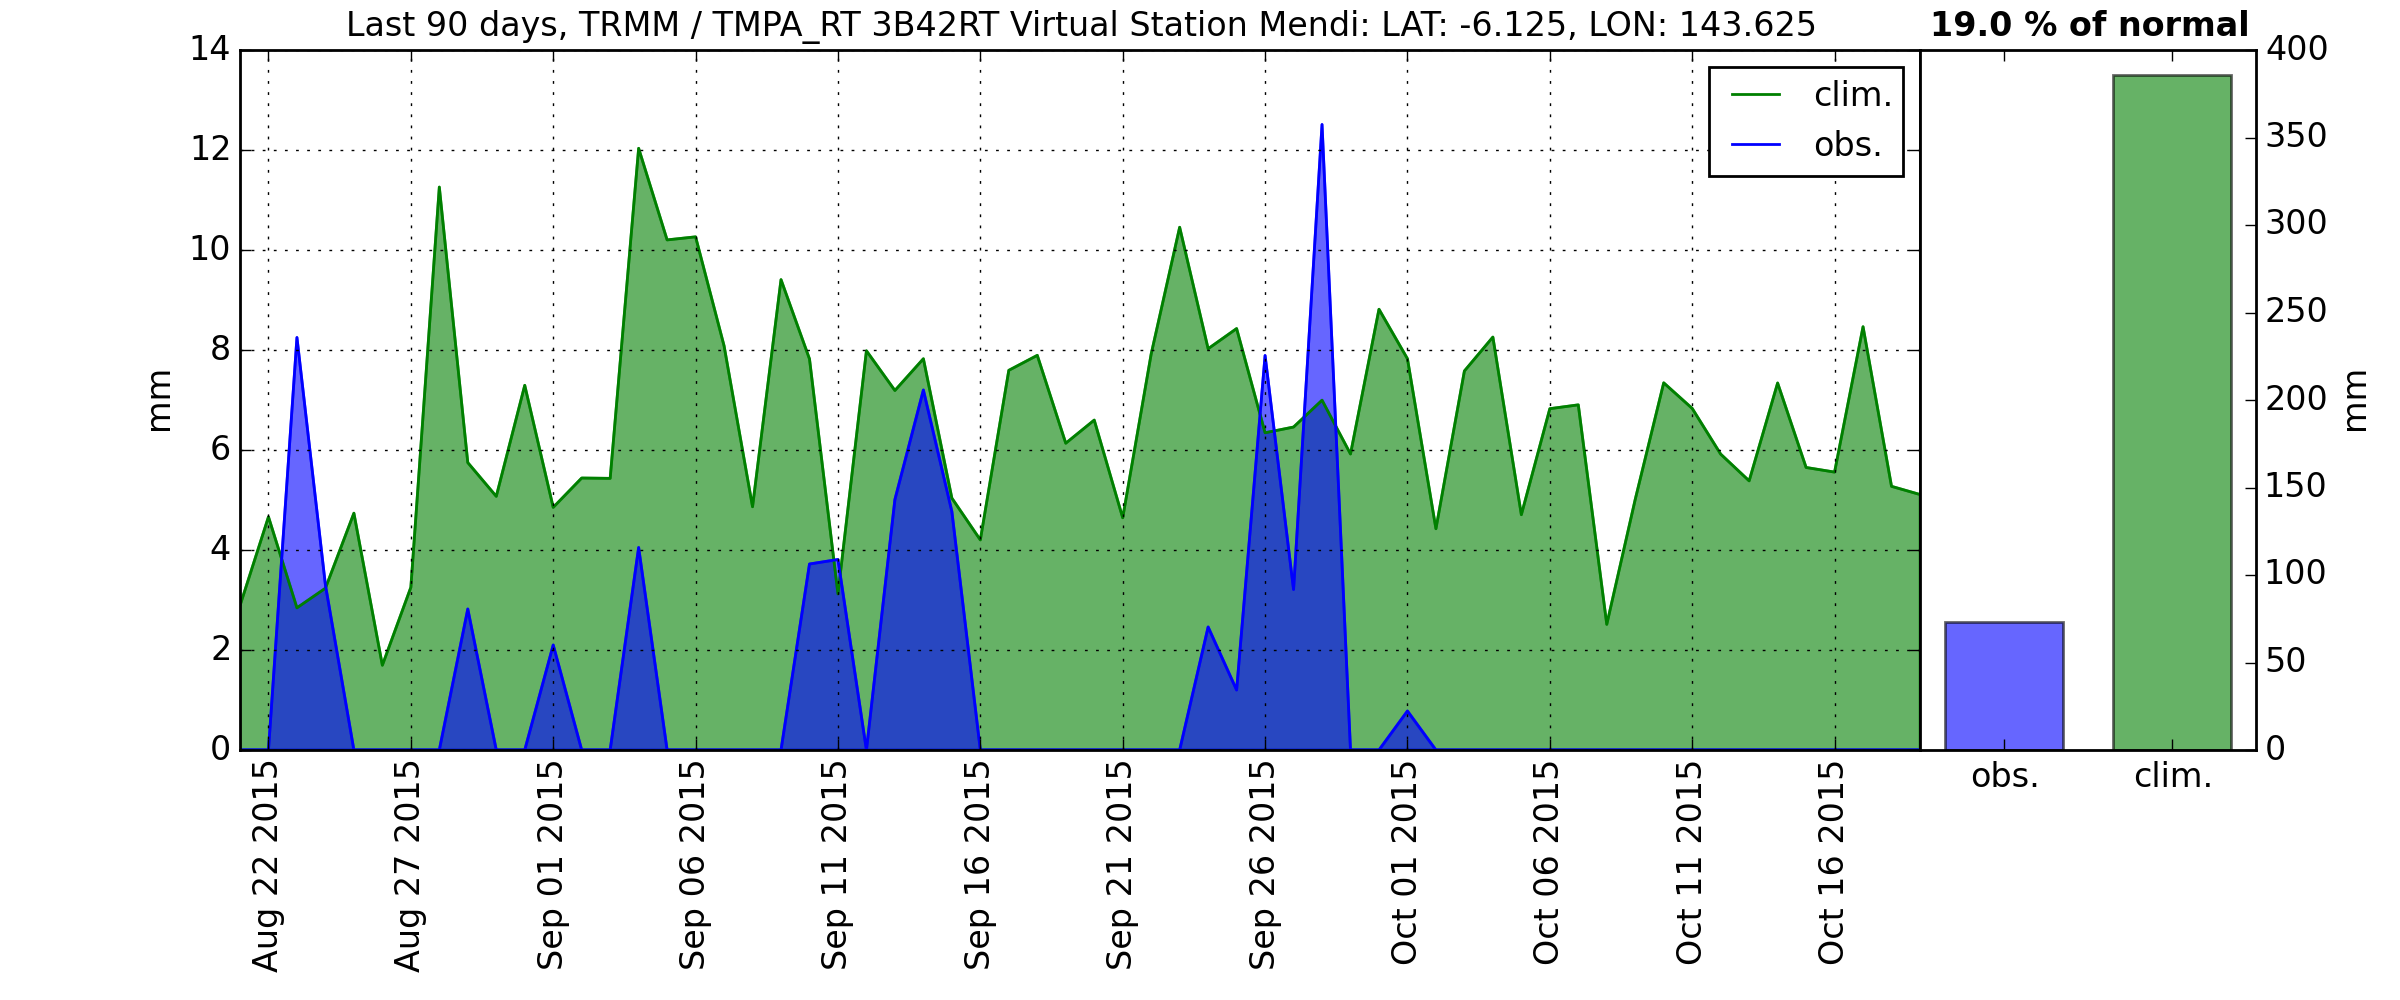 Last 90 days, TRMM / TMPA_RT 3B42RT Virtual Station Mendi: LAT: -6.125, LON: 143.625
19.0 % of normal
14
12
10
8
6
4
2
0
mm
clim.
obs.
400
350
300
250
200
150
100
50
0
mm
Aug 22 2015
Aug 27 2015
Sep 01 2015
Sep 06 2015
Sep 11 2015
Sep 16 2015
Sep 21 2015
Sep 26 2015
Oct 01 2015
Oct 06 2015
Oct 11 2015
Oct 16 2015
obs.
clim.